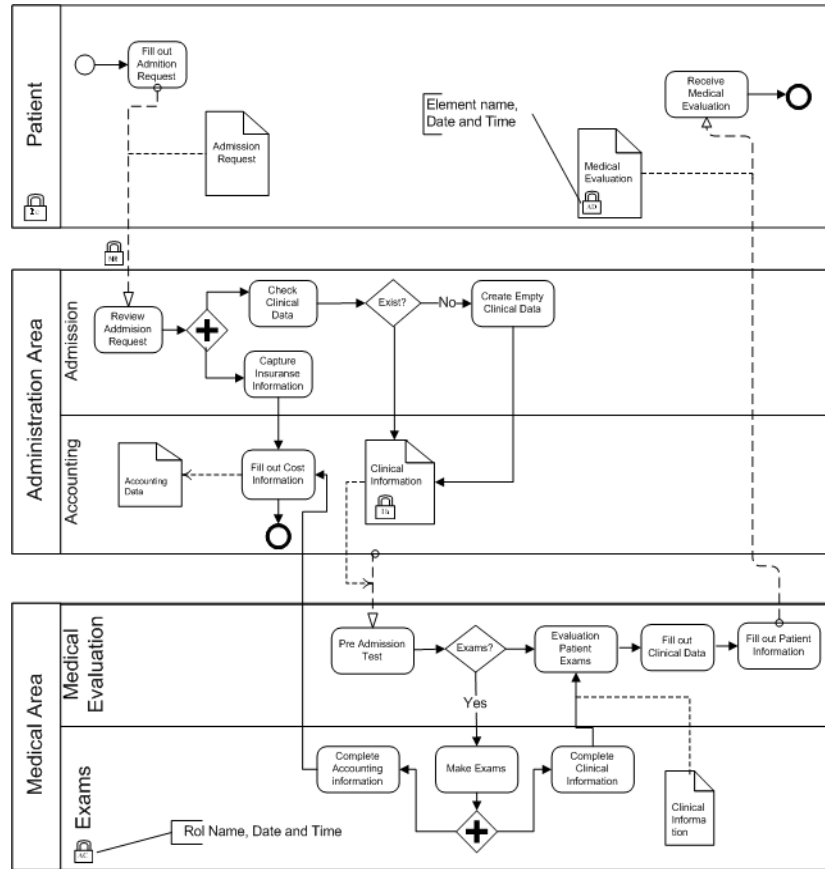 Patient
Fill out
Admition
Request
Admission
Request
Element name,
Date and Time
Medical
Evaluation
AD
Receive
Medical
Evaluation
NR
Administration Area
Admission
Review
Addmision
Request
Check
Clinical
Data
Exist?
No
Create Empty
Clinical Data
Capture
Insuranse
Information
Accounting
Accounting
Data
Fill out Cost
Information
Clinical
Information
Medical Area
Medical
Evaluation
Pre Admission
Test
Exams?
Evaluation
Patient
Exams
Fill out
Clinical Data
Fill out Patient
Information
Yes
Exams
Complete
Accounting
information
Make Exams
Complete
Clinical
Information
Clinical
Informa
tion
AC
Rol Name, Date and Time